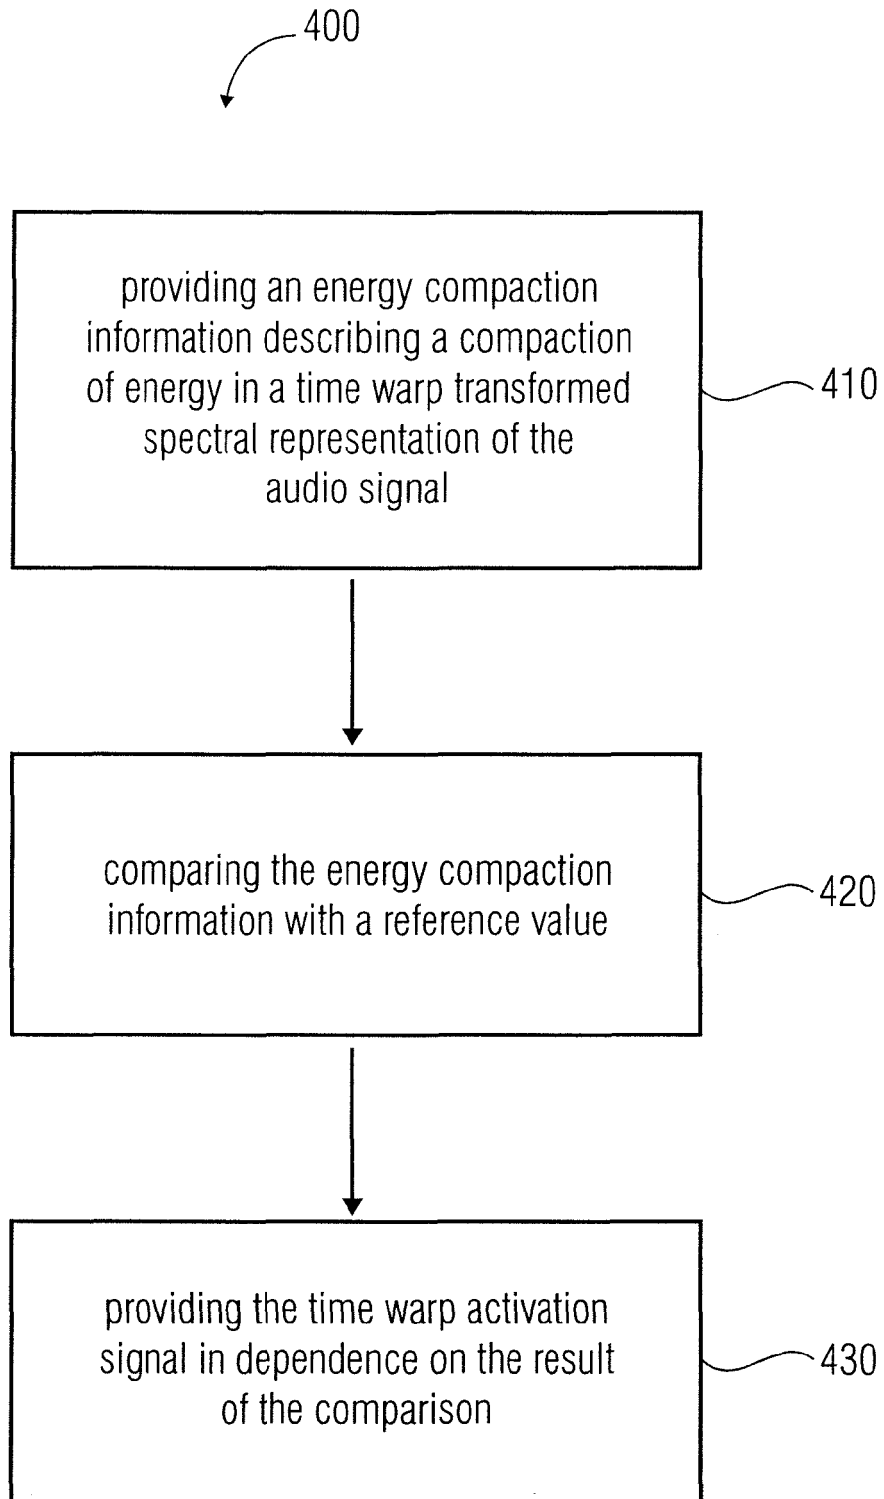 400
providing an energy compaction
information describing a compaction
of energy in a time warp transformed
spectral representation of the
audio signal
410
comparing the energy compaction
information with a reference value
420
providing the time warp activation
signal in dependence on the result
of the comparison
430